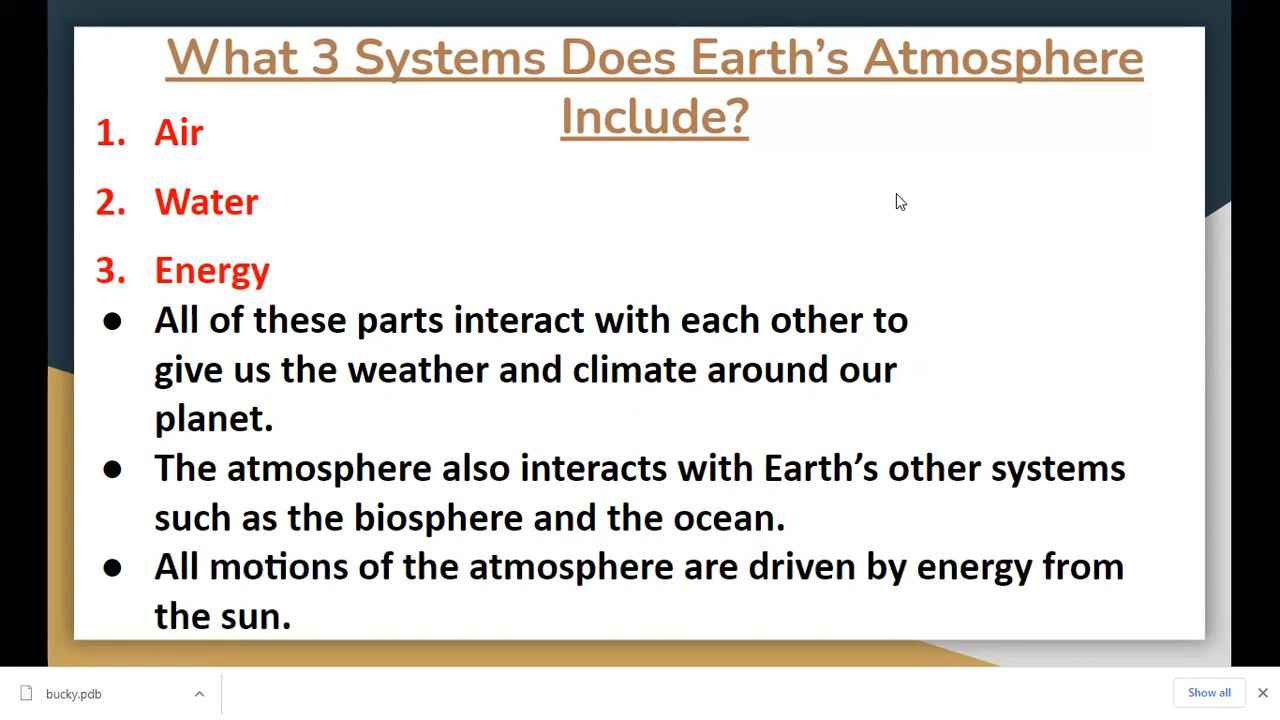 What 3 Systems Does Earth's Atmosphere
Include?
1. Air
2. Water
3. Energy
● All of these parts interact with each other to
give us the weather and climate around our
planet.
● The atmosphere also interacts with Earth's other systems
such as the biosphere and the ocean.
● All motions of the atmosphere are driven by energy from
the sun.
bucky.pdb
Show all